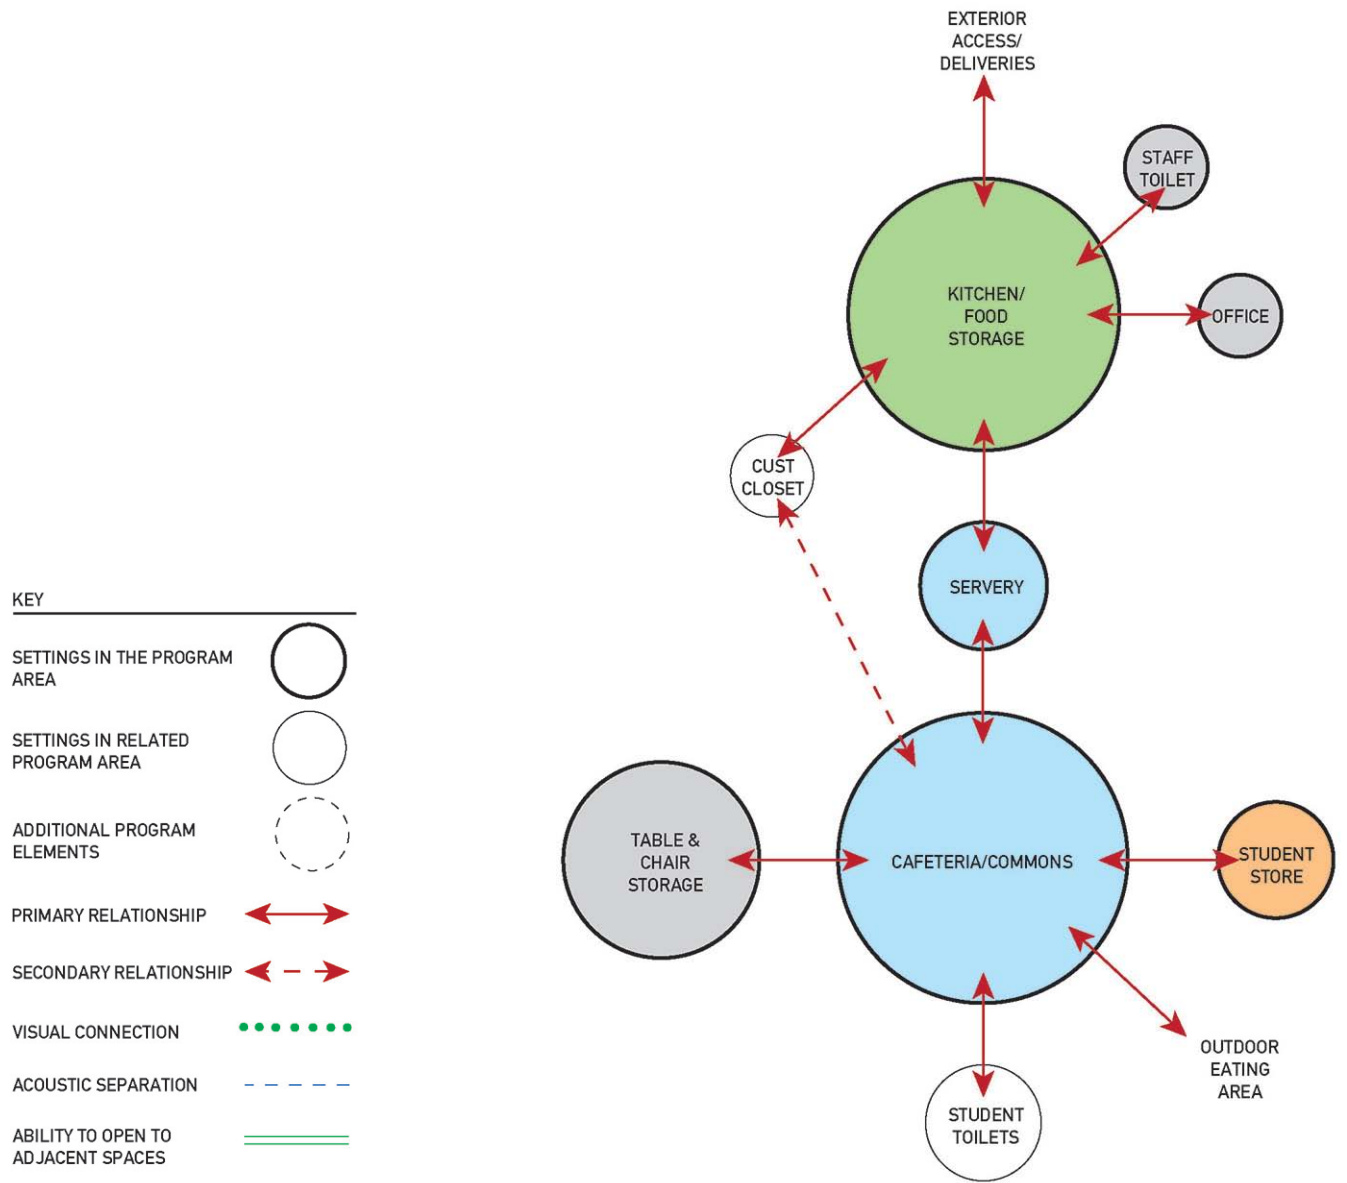 EXTERIOR
ACCESS/
DELIVERIES
STAFF
TOILET
KITCHEN/
FOOD
STORAGE
OFFICE
CUST
CLOSET
SERVERY
TABLE &
CHAIR
STORAGE
CAFETERIA/COMMONS
STUDENT
STORE
OUTDOOR
EATING
AREA
STUDENT
TOILETS
KEY
SETTINGS IN THE PROGRAM
AREA
SETTINGS IN RELATED
PROGRAM AREA
ADDITIONAL PROGRAM
ELEMENTS
PRIMARY RELATIONSHIP
SECONDARY RELATIONSHIP
VISUAL CONNECTION
ACOUSTIC SEPARATION
ABILITY TO OPEN TO
ADJACENT SPACES